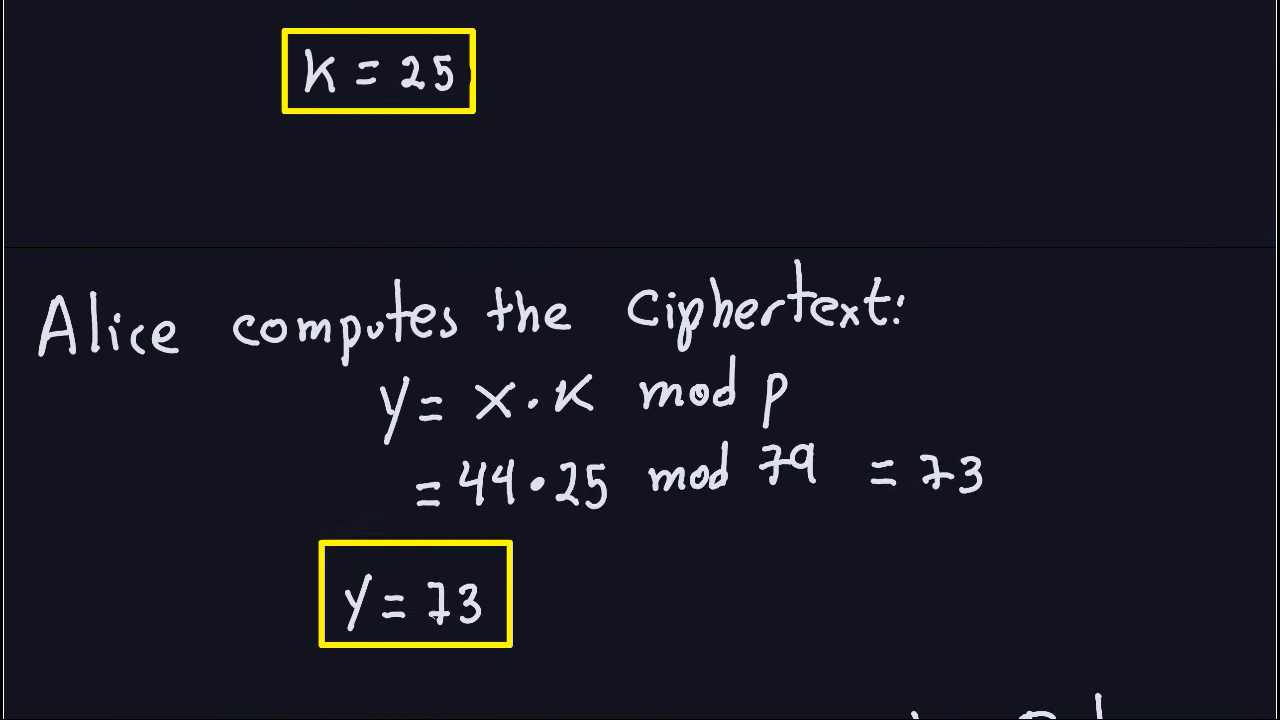 K = 25
Alice computes the Ciphertext:
y = x · K mod p
= 44 · 25 mod 79 = 73
y = 73